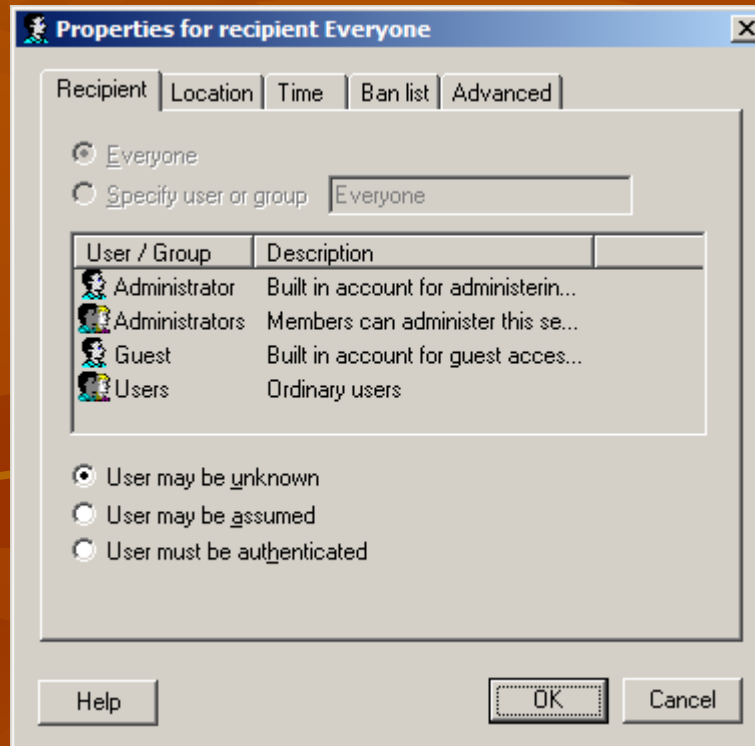 Properties for recipient Everyone
Recipient Location Time Ban list Advanced
Everyone
Specify user or group Everyone
User / Group Description
Administrator Built in account for administerin...
Administrators Members can administer this se...
Guest Built in account for guest acces...
Users Ordinary users
User may be unknown
User may be assumed
User must be authenticated
Help OK Cancel